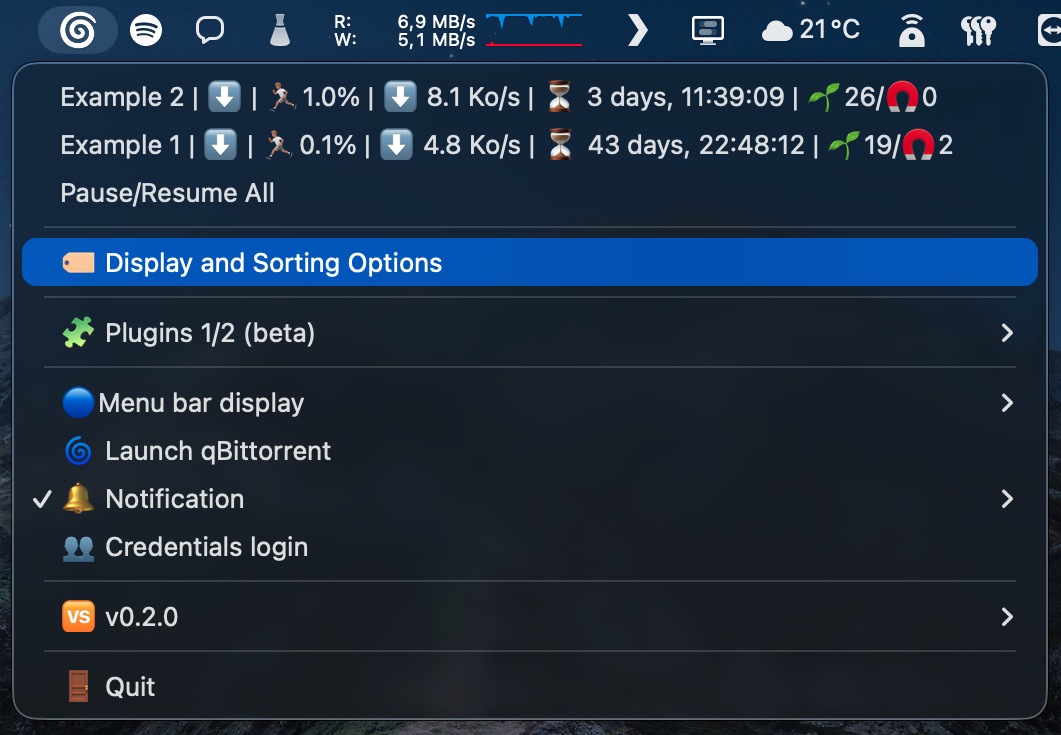 R: 6,9 MB/s
W: 5,1 MB/s
21°C
Example 2 | ⬇️ | 🏃🏽1.0% | ⬇️ 8.1 Ko/s | ⏳ 3 days, 11:39:09 | 🌱26/🧲0
Example 1 | ⬇️ | 🏃🏽0.1% | ⬇️ 4.8 Ko/s | ⏳ 43 days, 22:48:12 | 🌱19/🧲2
Pause/Resume All
🏷️ Display and Sorting Options
🧩 Plugins 1/2 (beta)
🔵Menu bar display
🌀 Launch qBittorrent
✓ 🔔 Notification
👥 Credentials login
🆚 v0.2.0
🚪 Quit